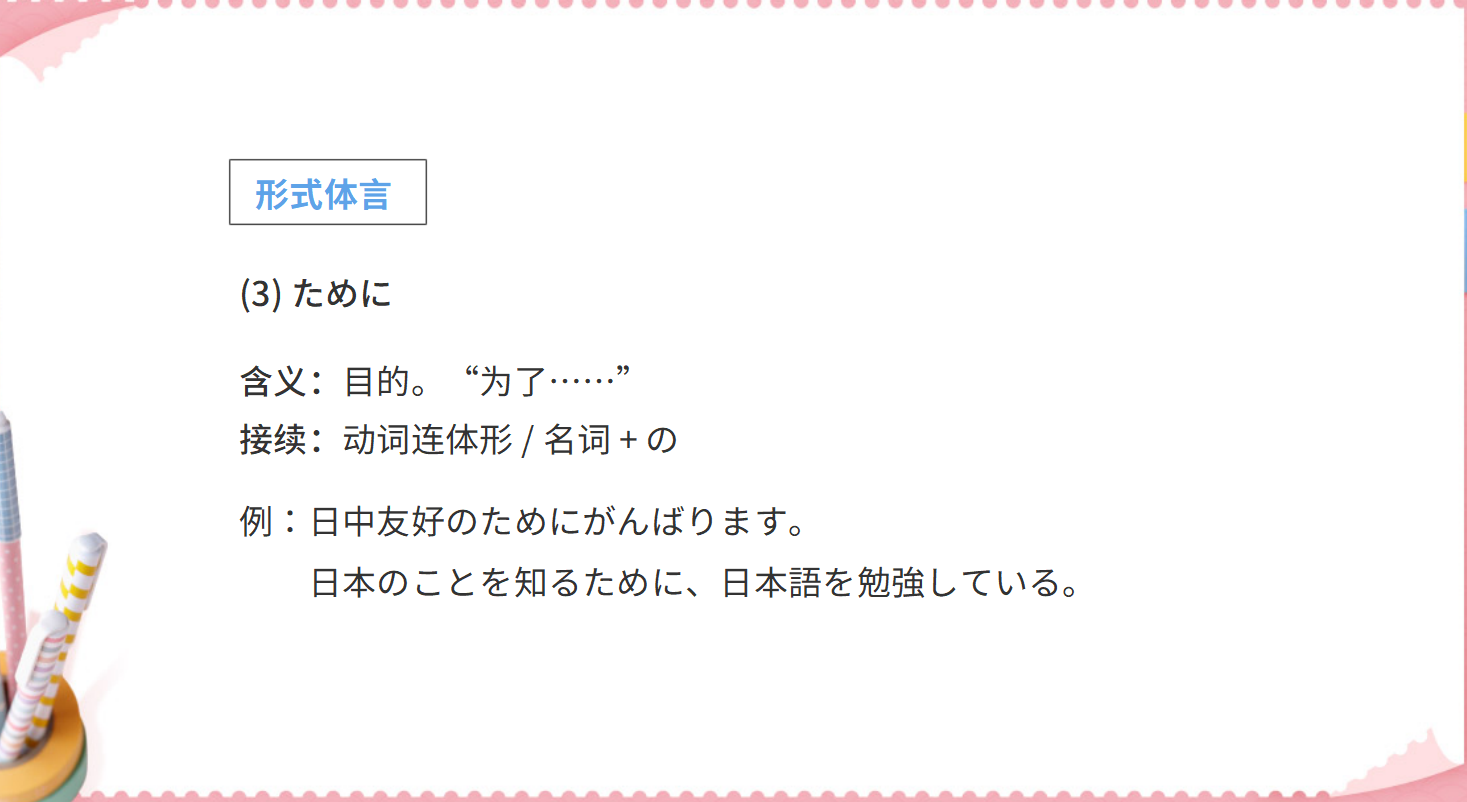 形式体言
(3) ために
含义：目的。“为了……”
接续：动词连体形 / 名词 + の
例：日中友好のためにがんばります。
日本のことを知るために、日本語を勉強している。